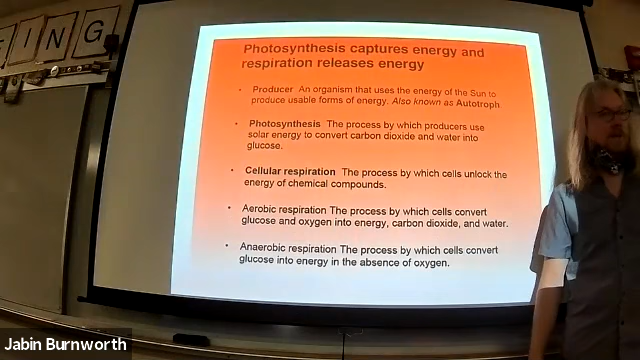 ING
Photosynthesis captures energy and
respiration releases energy
• Producer An organism that uses the energy of the Sun to
produce usable forms of energy. Also known as Autotroph
• Photosynthesis The process by which producers use
solar energy to convert carbon dioxide and water into
glucose.
• Cellular respiration The process by which cells unlock the
energy of chemical compounds.
• Aerobic respiration The process by which cells convert
glucose and oxygen into energy, carbon dioxide, and water.
• Anaerobic respiration The process by which cells convert
glucose into energy in the absence of oxygen.
Jabin Burnworth